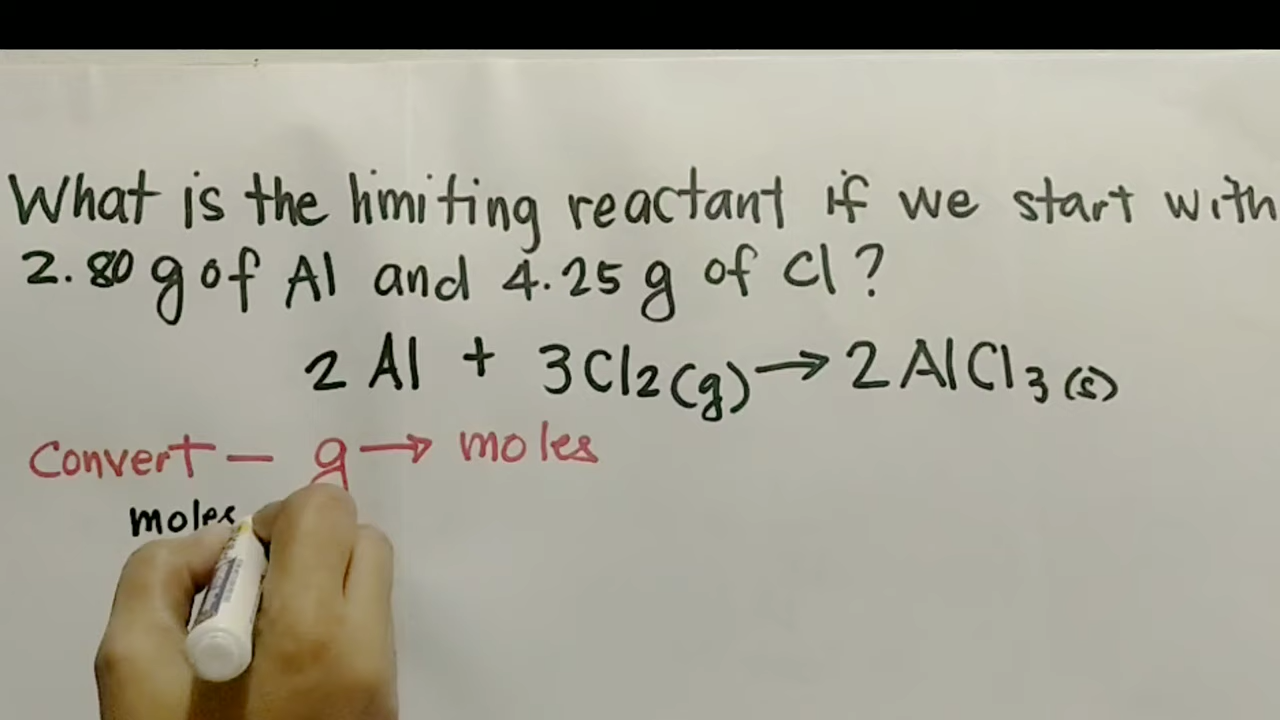 What is the limiting reactant if we start with
2.80 g of Al and 4.25 g of Cl?
2 Al + 3Cl2(g) → 2 AlCl3 (s)
Convert — g → moles
moles